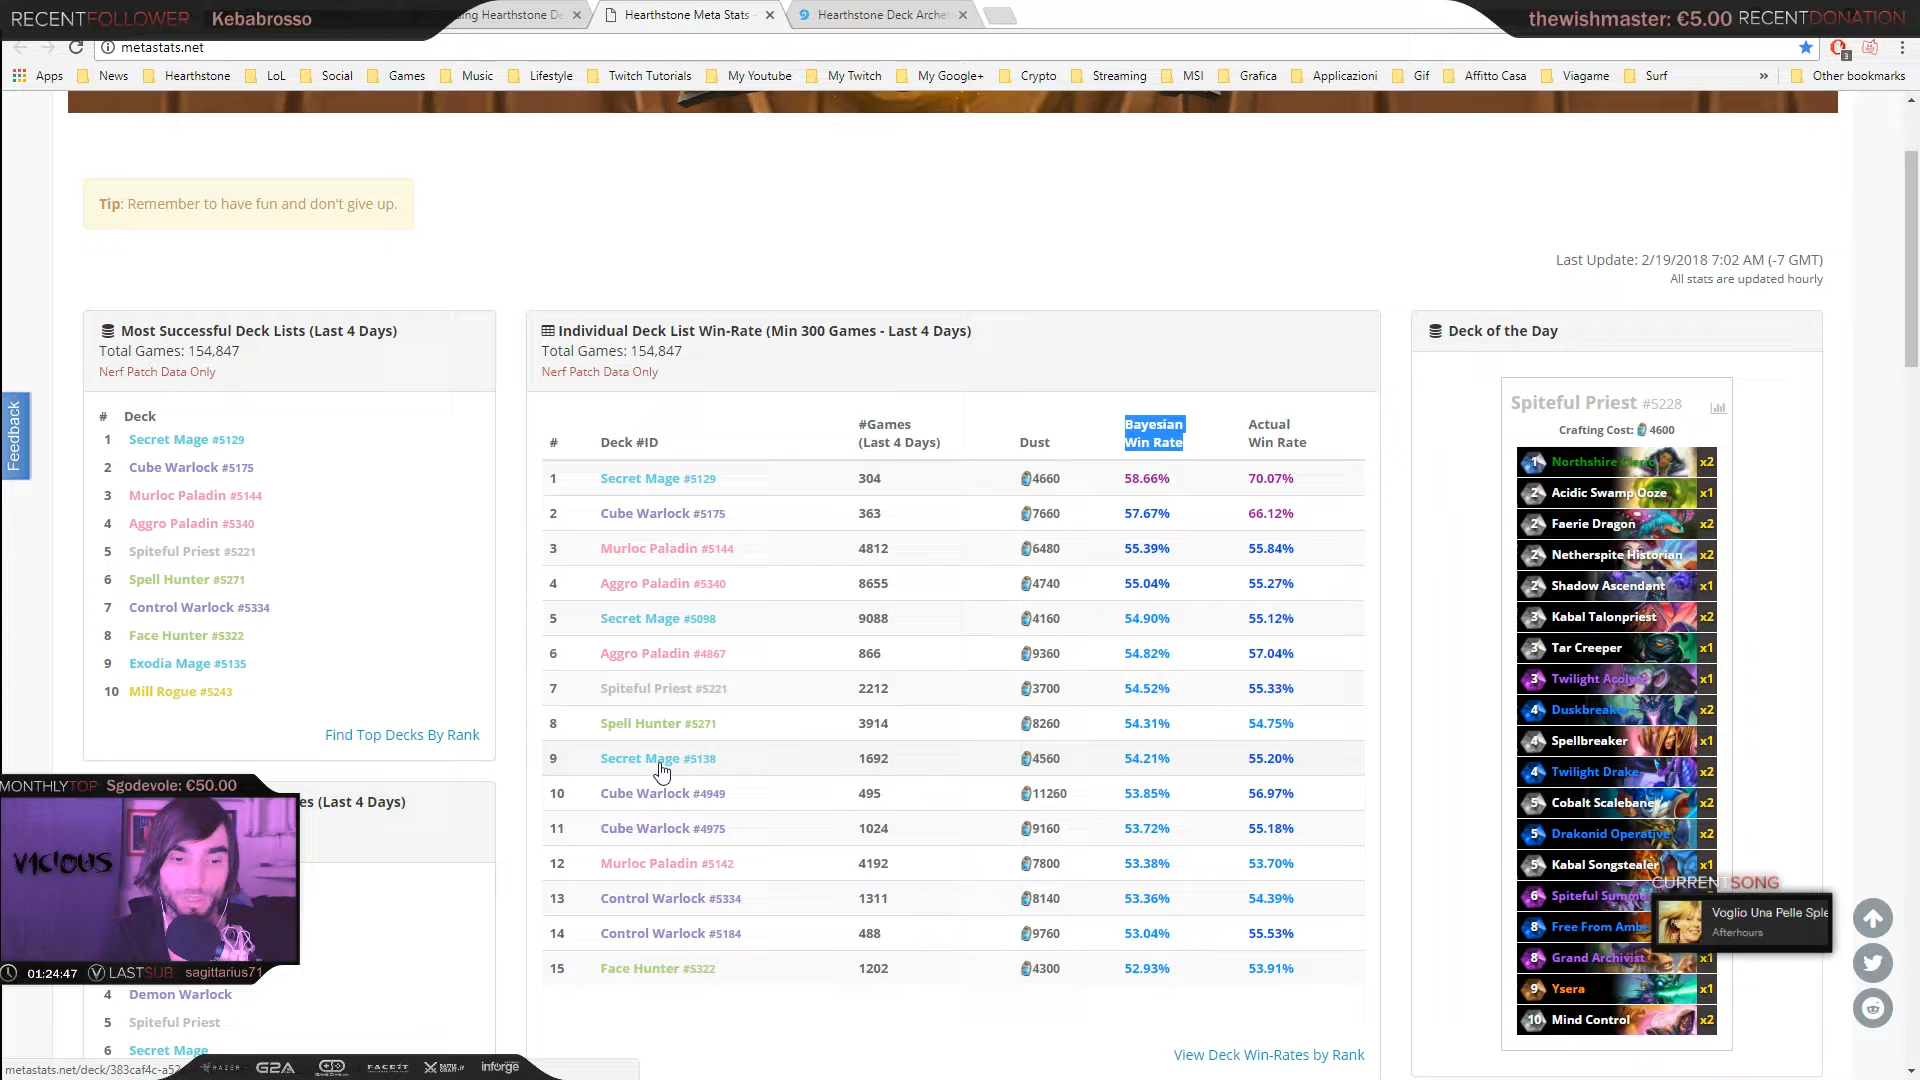 RECENTFOLLOWER Kebabrosso
Hearthstone Meta Stats
Hearthstone Deck Arche
thewishmaster: €5.00 RECENTDONATION
metastats.net
Apps News Hearthstone LoL Social Games Music Lifestyle Twitch Tutorials My Youtube My Twitch My Google+ Crypto Streaming MSI Grafica Applicazioni Gif Affitto Casa Viagame Surf » Other bookmarks
Tip: Remember to have fun and don't give up.
Last Update: 2/19/2018 7:02 AM (-7 GMT)
All stats are updated hourly
Feedback
Most Successful Deck Lists (Last 4 Days)
Total Games: 154,847
Nerf Patch Data Only
# Deck
1 Secret Mage #5129
2 Cube Warlock #5175
3 Murloc Paladin #5144
4 Aggro Paladin #5340
5 Spiteful Priest #5221
6 Spell Hunter #5271
7 Control Warlock #5334
8 Face Hunter #5322
9 Exodia Mage #5135
10 Mill Rogue #5243
Find Top Decks By Rank
MONTHLYTOP Sgodevole: €50.00
es (Last 4 Days)
V1C1OUS
01:24:47 LASTSUB sagittarius71
4 Demon Warlock
5 Spiteful Priest
6 Secret Mage
metastats.net/deck/383caf4c-a52
RAZER G2A FACEIT inforge
Individual Deck List Win-Rate (Min 300 Games - Last 4 Days)
Total Games: 154,847
Nerf Patch Data Only
# Deck #ID #Games (Last 4 Days) Dust Bayesian Win Rate Actual Win Rate
1 Secret Mage #5129 304 4660 58.66% 70.07%
2 Cube Warlock #5175 363 7660 57.67% 66.12%
3 Murloc Paladin #5144 4812 6480 55.39% 55.84%
4 Aggro Paladin #5340 8655 4740 55.04% 55.27%
5 Secret Mage #5098 9088 4160 54.90% 55.12%
6 Aggro Paladin #4867 866 9360 54.82% 57.04%
7 Spiteful Priest #5221 2212 3700 54.52% 55.33%
8 Spell Hunter #5271 3914 8260 54.31% 54.75%
9 Secret Mage #5138 1692 4560 54.21% 55.20%
10 Cube Warlock #4949 495 11260 53.85% 56.97%
11 Cube Warlock #4975 1024 9160 53.72% 55.18%
12 Murloc Paladin #5142 4192 7800 53.38% 53.70%
13 Control Warlock #5334 1311 8140 53.36% 54.39%
14 Control Warlock #5184 488 9760 53.04% 55.53%
15 Face Hunter #5322 1202 4300 52.93% 53.91%
View Deck Win-Rates by Rank
Deck of the Day
Spiteful Priest #5228
Crafting Cost: 4600
1 Northshire Cleric x2
2 Acidic Swamp Ooze x1
2 Faerie Dragon x2
2 Netherspite Historian x2
2 Shadow Ascendant x1
3 Kabal Talonpriest x2
3 Tar Creeper x1
3 Twilight Acolyte x1
4 Duskbreaker x2
4 Spellbreaker x1
4 Twilight Drake x2
5 Cobalt Scalebane x2
5 Drakonid Operative x2
5 Kabal Songstealer x1
CURRENTSONG
6 Spiteful Summo
Voglio Una Pelle Sple
Afterhours
8 Free From Ambe
8 Grand Archivist x1
9 Ysera x1
10 Mind Control x2